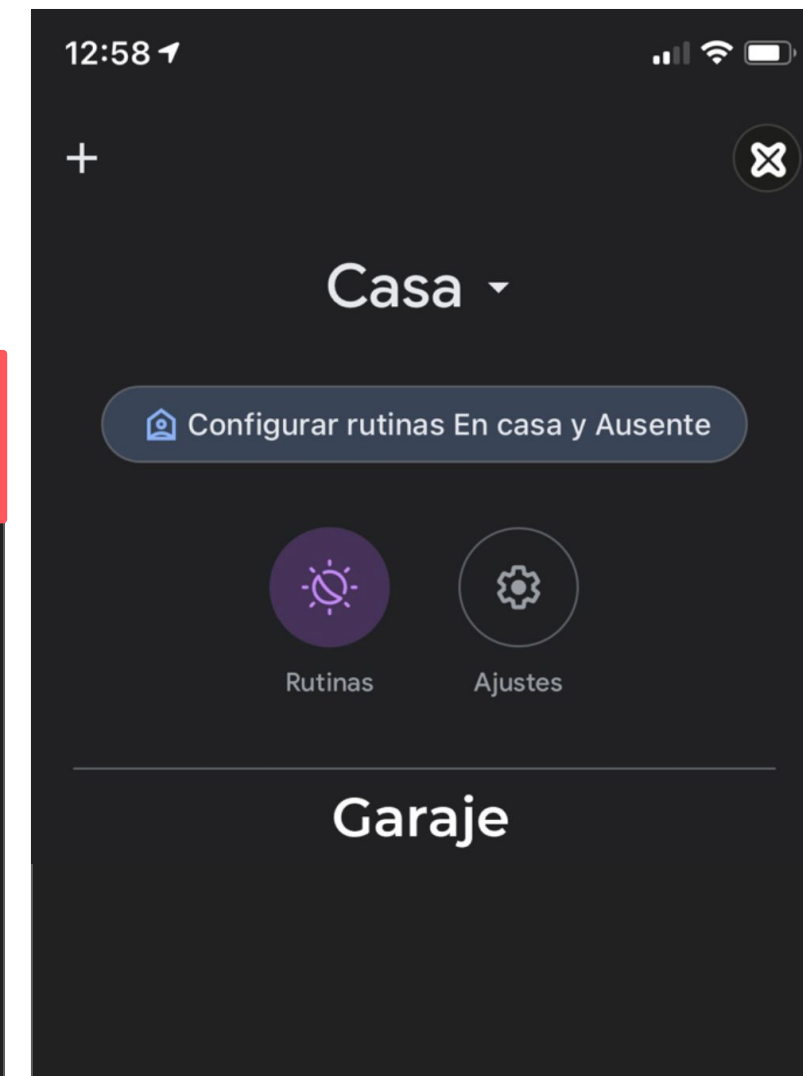 12:58
Casa
Configurar rutinas En casa y Ausente
Rutinas Ajustes
Garaje